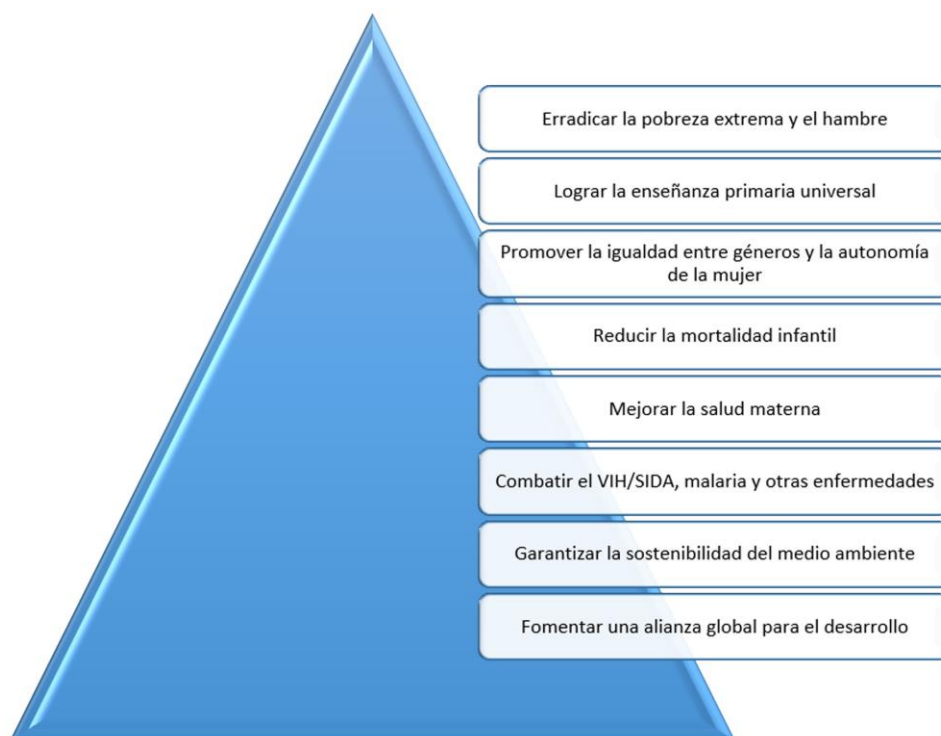 Erradicar la pobreza extrema y el hambre
Lograr la enseñanza primaria universal
Promover la igualdad entre géneros y la autonomía
de la mujer
Reducir la mortalidad infantil
Mejorar la salud materna
Combatir el VIH/SIDA, malaria y otras enfermedades
Garantizar la sostenibilidad del medio ambiente
Fomentar una alianza global para el desarrollo